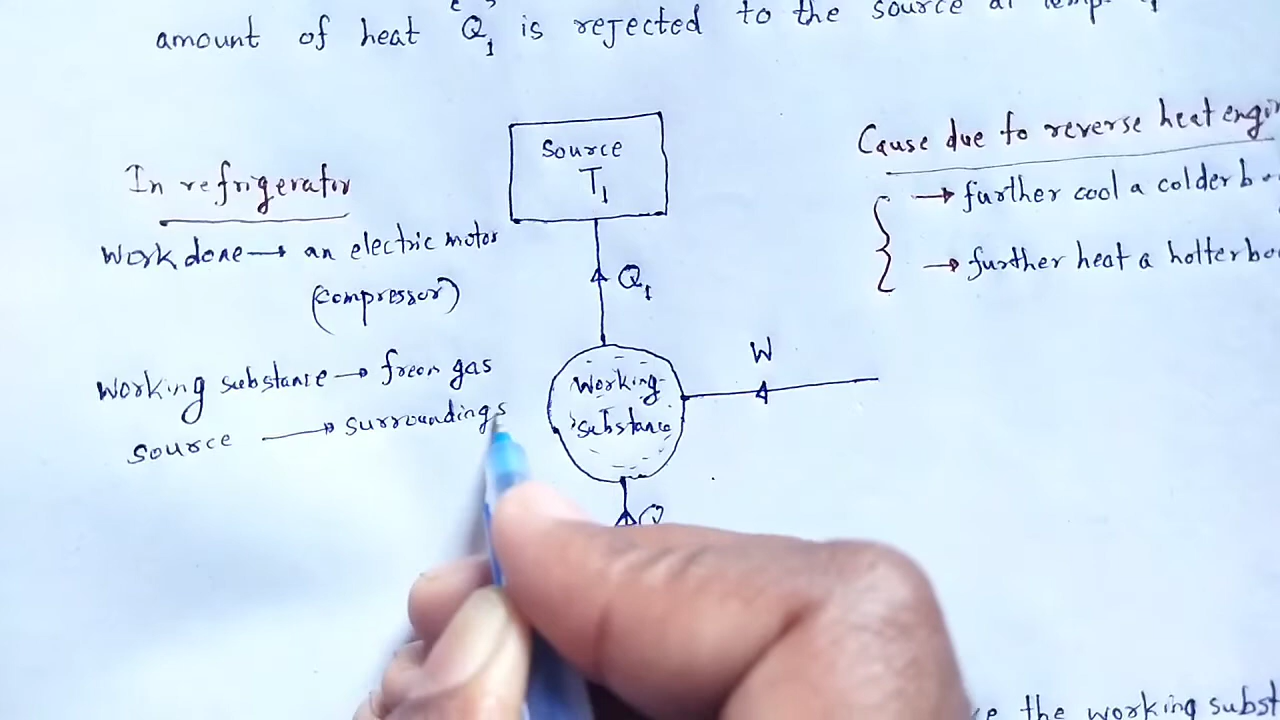 amount of heat Q1 is rejected to the source at temp.
In refrigerator
Work done → an electric motor
(compressor)
Working substance → freon gas
Source → surroundings
Source
T1
Q1
Working
substance
W
Q
Cause due to reverse heat
→ further cool a colder
→ further heat a hotter
the working